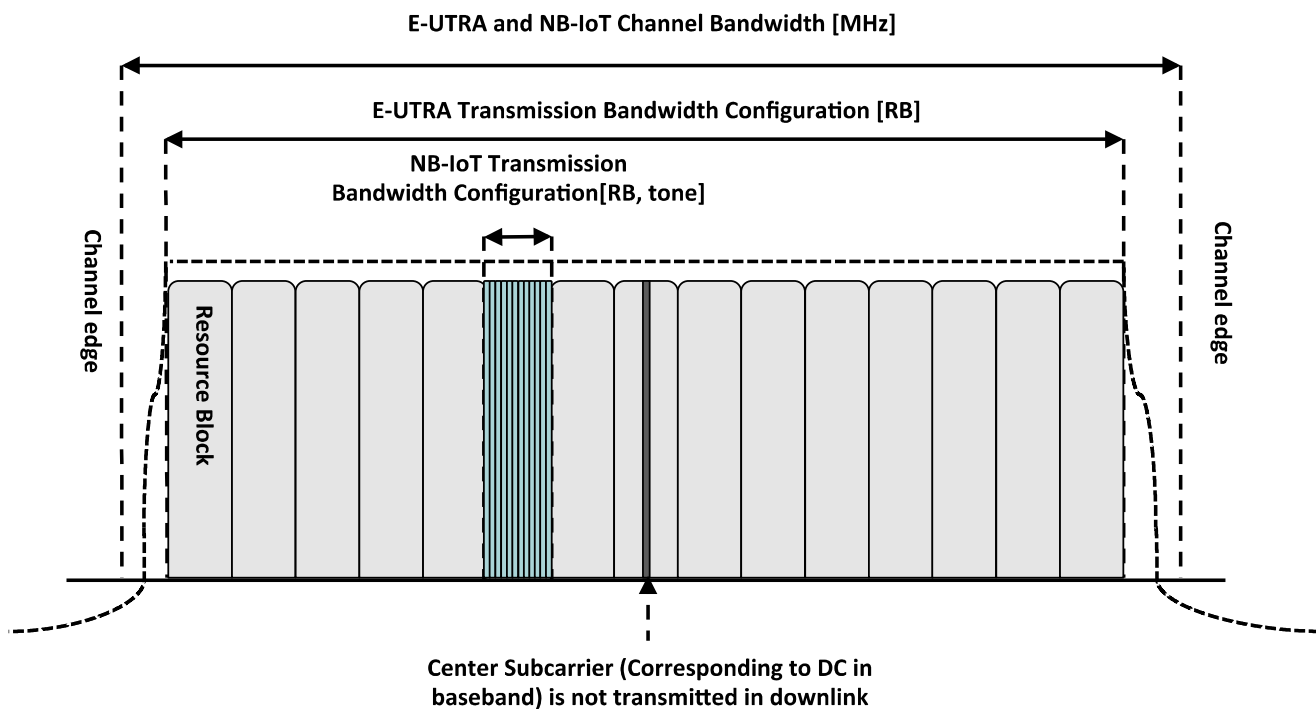 E-UTRA and NB-IoT Channel Bandwidth [MHz]
E-UTRA Transmission Bandwidth Configuration [RB]
NB-IoT Transmission
Bandwidth Configuration[RB, tone]
Channel edge
Resource Block
Channel edge
Center Subcarrier (Corresponding to DC in
baseband) is not transmitted in downlink